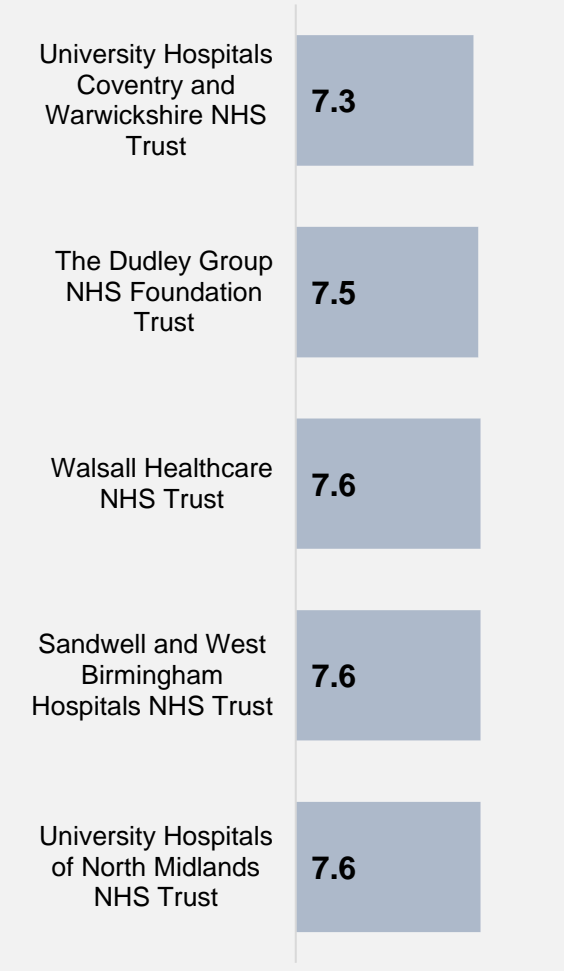 University Hospitals
Coventry and
Warwickshire NHS
Trust
7.3
The Dudley Group
NHS Foundation
Trust
7.5
Walsall Healthcare
NHS Trust
7.6
Sandwell and West
Birmingham
Hospitals NHS Trust
7.6
University Hospitals
of North Midlands
NHS Trust
7.6